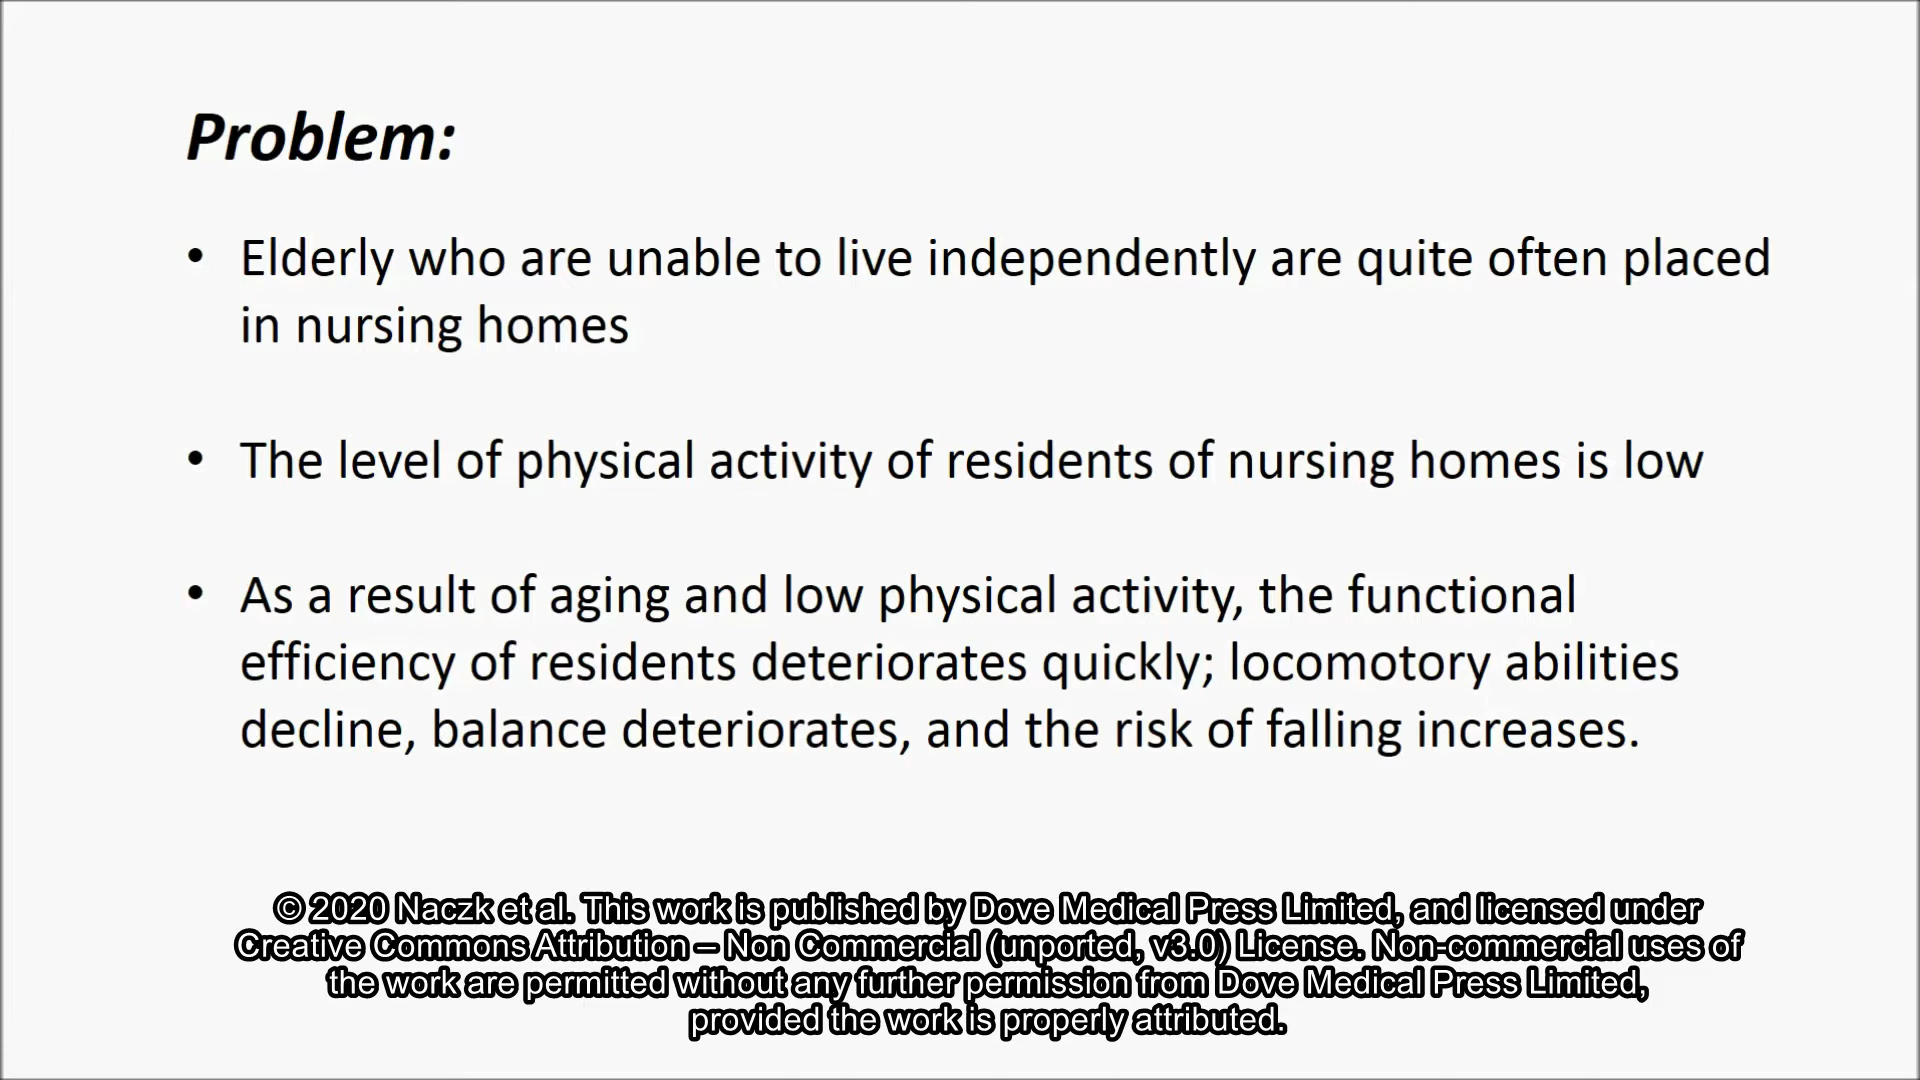 Problem:
• Elderly who are unable to live independently are quite often placed
in nursing homes
• The level of physical activity of residents of nursing homes is low
• As a result of aging and low physical activity, the functional
efficiency of residents deteriorates quickly; locomotory abilities
decline, balance deteriorates, and the risk of falling increases.
© 2020 Naczk et al. This work is published by Dove Medical Press Limited, and licensed under
Creative Commons Attribution – Non Commercial (unported, v3.0) License. Non-commercial uses of
the work are permitted without any further permission from Dove Medical Press Limited,
provided the work is properly attributed.